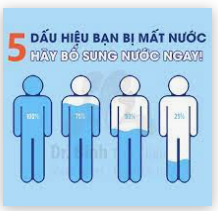 5 DẤU HIỆU BẠN BỊ MẤT NƯỚC
HÃY BỔ SUNG NƯỚC NGAY!
100% 75% 50% 25%